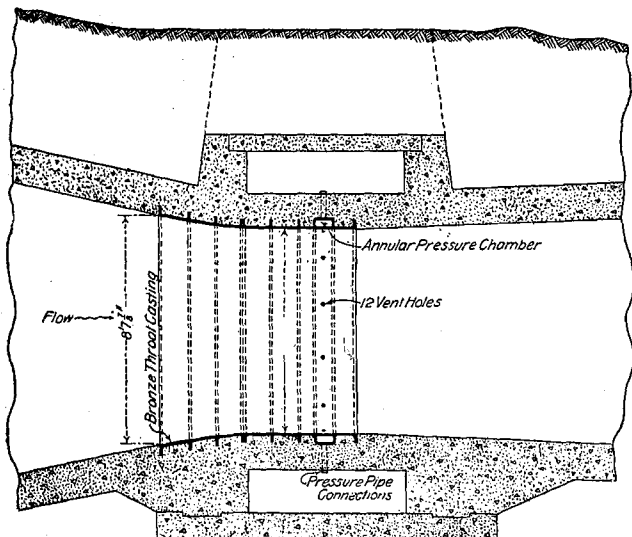 Annular Pressure Chamber
12 Vent Holes
Flow
8'7⅞"
Bronze Throat Casting
Pressure Pipe
Connections